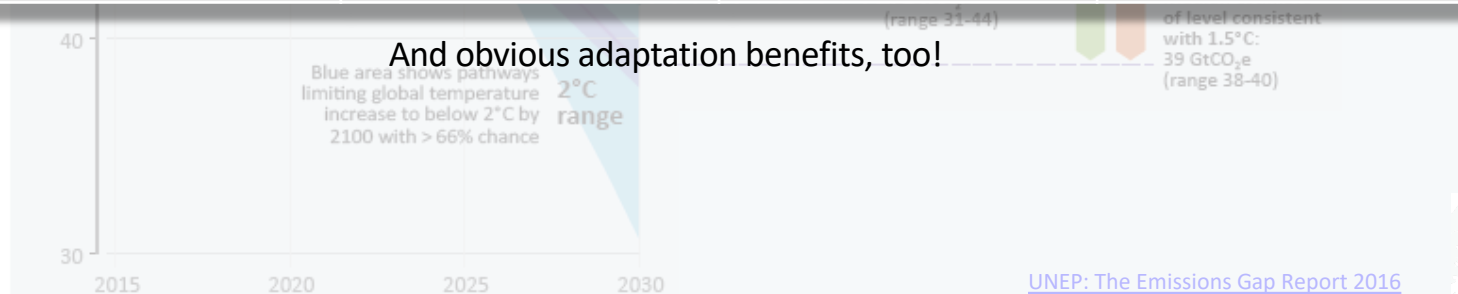 (range 31-44)
of level consistent
with 1.5°C:
39 GtCO₂e
(range 38-40)
40
And obvious adaptation benefits, too!
Blue area shows pathways
limiting global temperature
increase to below 2°C by
2100 with > 66% chance
2°C
range
30
2015 2020 2025 2030
UNEP: The Emissions Gap Report 2016